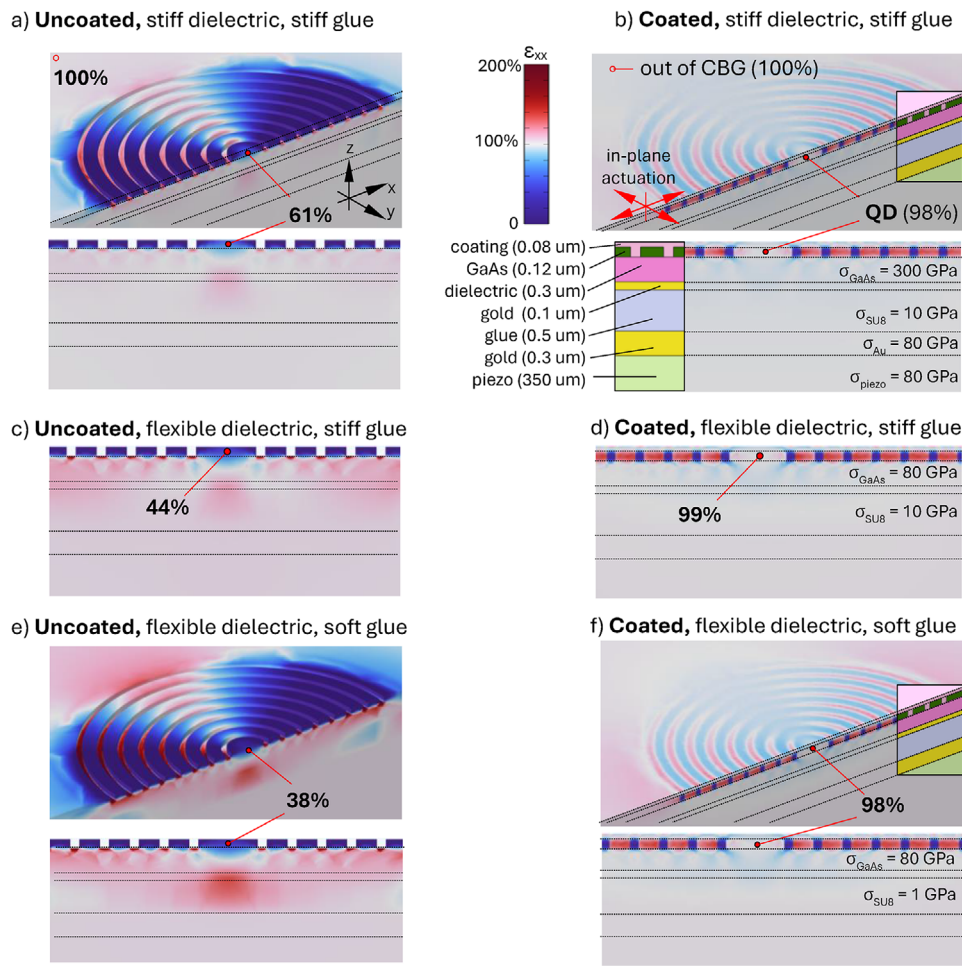 a) Uncoated, stiff dielectric, stiff glue
100%
61%
z
x
y
εxx
200%
100%
0
b) Coated, stiff dielectric, stiff glue
out of CBG (100%)
in-plane
actuation
QD (98%)
coating (0.08 um)
GaAs (0.12 um)
dielectric (0.3 um)
gold (0.1 um)
glue (0.5 um)
gold (0.3 um)
piezo (350 um)
σGaAs = 300 GPa
σSU8 = 10 GPa
σAu = 80 GPa
σpiezo = 80 GPa
c) Uncoated, flexible dielectric, stiff glue
44%
d) Coated, flexible dielectric, stiff glue
99%
σGaAs = 80 GPa
σSU8 = 10 GPa
e) Uncoated, flexible dielectric, soft glue
38%
f) Coated, flexible dielectric, soft glue
98%
σGaAs = 80 GPa
σSU8 = 1 GPa